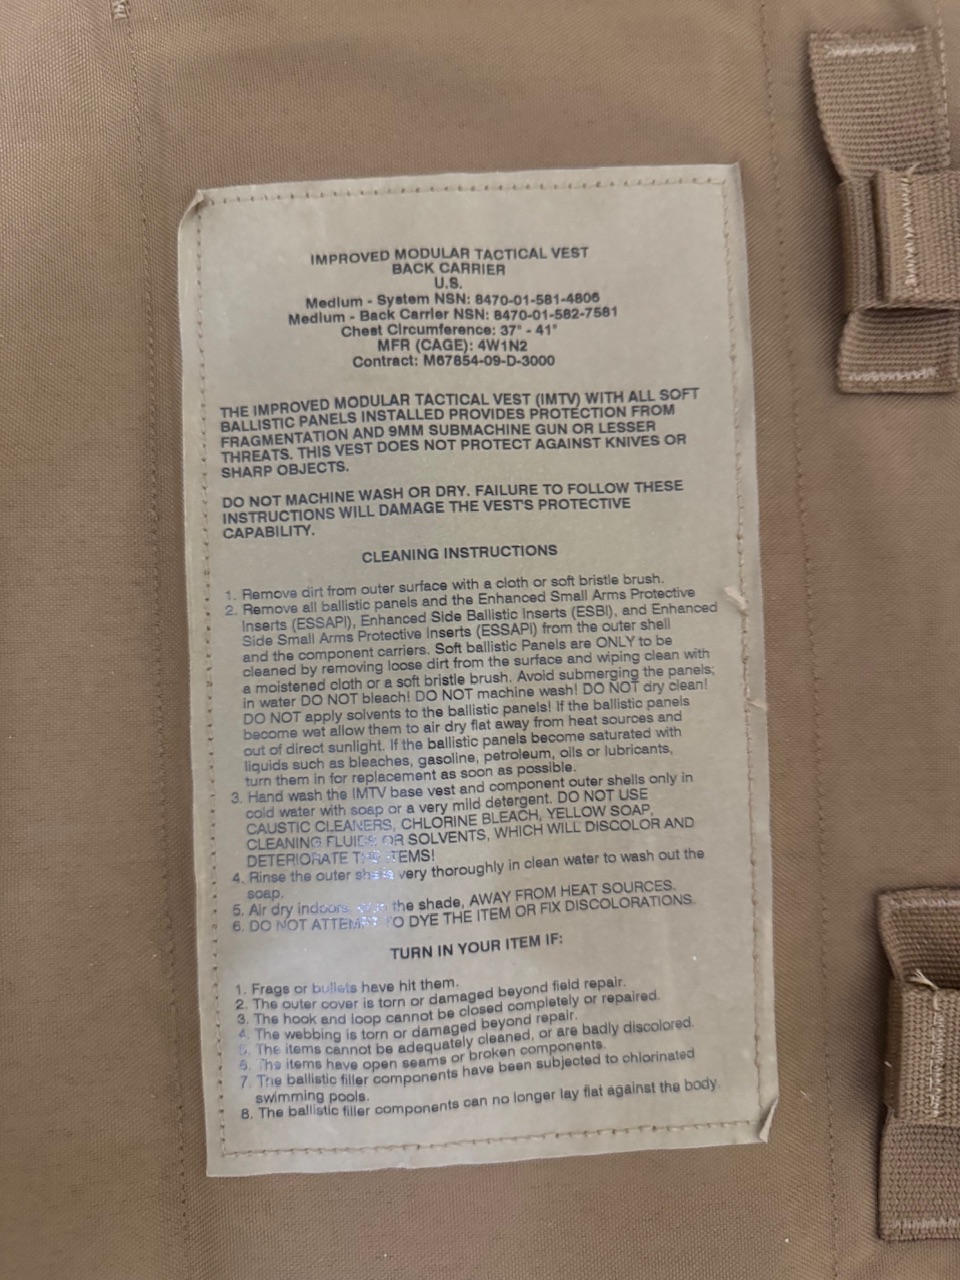 IMPROVED MODULAR TACTICAL VEST
BACK CARRIER
U.S.
Medium - System NSN: 8470-01-581-4806
Medium - Back Carrier NSN: 8470-01-582-7581
Chest Circumference: 37" - 41"
MFR (CAGE): 4W1N2
Contract: M67854-09-D-3000
THE IMPROVED MODULAR TACTICAL VEST (IMTV) WITH ALL SOFT
BALLISTIC PANELS INSTALLED PROVIDES PROTECTION FROM
FRAGMENTATION AND 9MM SUBMACHINE GUN OR LESSER
THREATS. THIS VEST DOES NOT PROTECT AGAINST KNIVES OR
SHARP OBJECTS.
DO NOT MACHINE WASH OR DRY. FAILURE TO FOLLOW THESE
INSTRUCTIONS WILL DAMAGE THE VEST'S PROTECTIVE
CAPABILITY.
CLEANING INSTRUCTIONS
1. Remove dirt from outer surface with a cloth or soft bristle brush.
2. Remove all ballistic panels and the Enhanced Small Arms Protective
Inserts (ESSAPI), Enhanced Side Ballistic Inserts (ESBI), and Enhanced
Side Small Arms Protective Inserts (ESSAPI) from the outer shell
and the component carriers. Soft ballistic Panels are ONLY to be
cleaned by removing loose dirt from the surface and wiping clean with
a moistened cloth or a soft bristle brush. Avoid submerging the panels;
in water DO NOT bleach! DO NOT machine wash! DO NOT dry clean!
DO NOT apply solvents to the ballistic panels! If the ballistic panels
become wet allow them to air dry flat away from heat sources and
out of direct sunlight. If the ballistic panels become saturated with
liquids such as bleaches, gasoline, petroleum, oils or lubricants,
turn them in for replacement as soon as possible.
3. Hand wash the IMTV base vest and component outer shells only in
cold water with soap or a very mild detergent. DO NOT USE
CAUSTIC CLEANERS, CHLORINE BLEACH, YELLOW SOAP,
CLEANING FLUIDS OR SOLVENTS, WHICH WILL DISCOLOR AND
DETERIORATE THE ITEMS!
4. Rinse the outer shells very thoroughly in clean water to wash out the
soap.
5. Air dry indoors, in the shade, AWAY FROM HEAT SOURCES.
6. DO NOT ATTEMPT TO DYE THE ITEM OR FIX DISCOLORATIONS.
TURN IN YOUR ITEM IF:
1. Frags or bullets have hit them.
2. The outer cover is torn or damaged beyond field repair.
3. The hook and loop cannot be closed completely or repaired.
4. The webbing is torn or damaged beyond repair.
5. The items cannot be adequately cleaned, or are badly discolored.
6. The items have open seams or broken components.
7. The ballistic filler components have been subjected to chlorinated
swimming pools.
8. The ballistic filler components can no longer lay flat against the body.